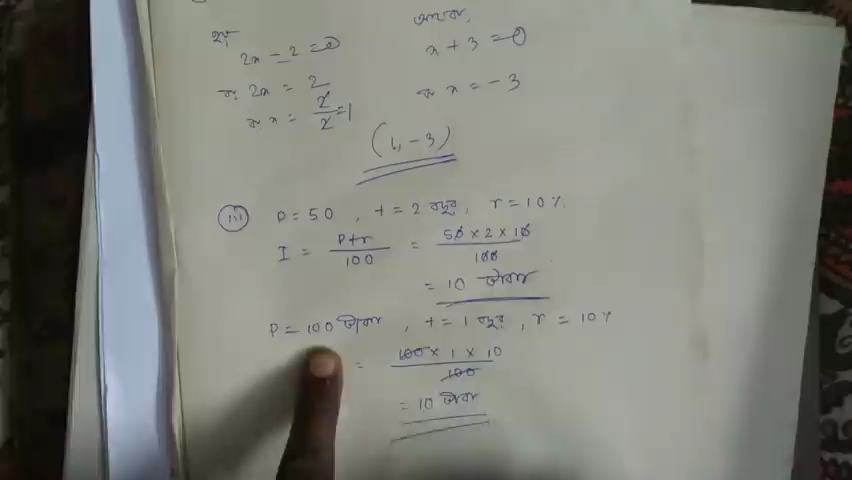 হয় অথবা,
2x - 2 = 0 x + 3 = 0
বা 2x = 2 বা x = - 3
বা x = 2/2 = 1
(1, -3)
(iii) P = 50 , t = 2 বছর, r = 10%.
I = Ptr/100 = 50 × 2 × 10/100
= 10 টাকা
P = 100 টাকা , t = 1 বছর, r = 10%
= 100 × 1 × 10/100
= 10 টাকা